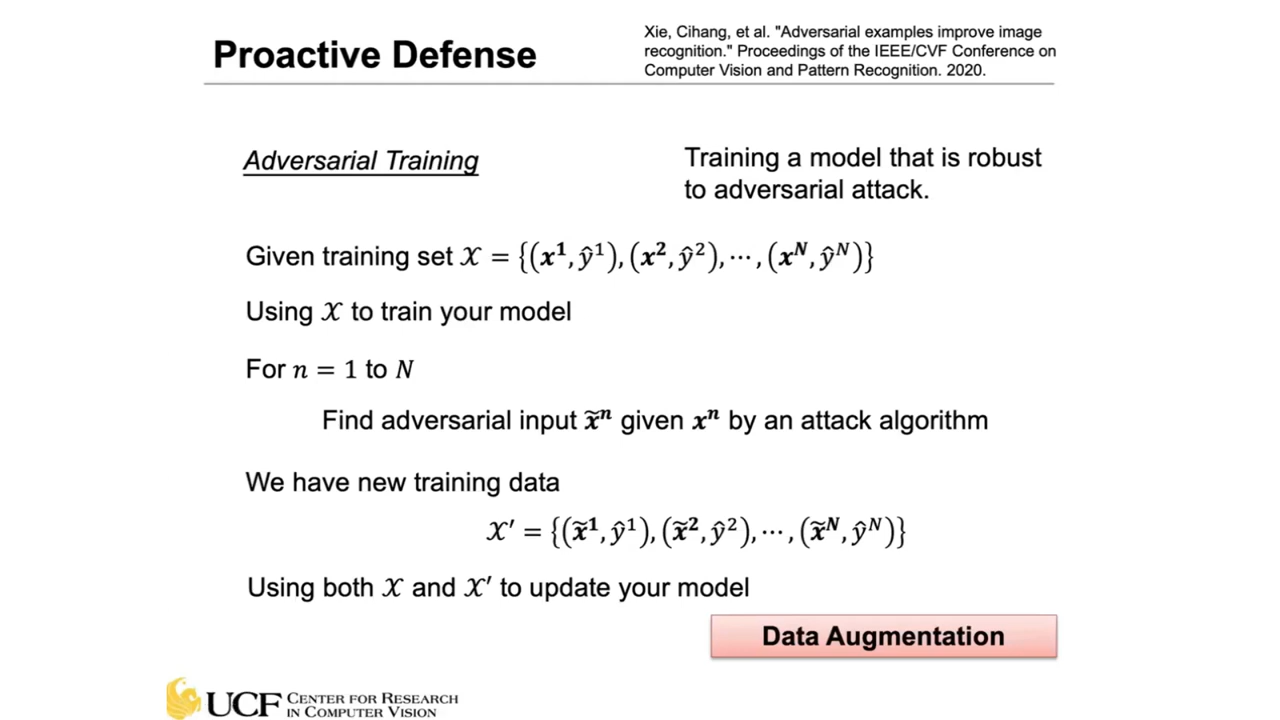 Proactive Defense
Xie, Cihang, et al. "Adversarial examples improve image
recognition." Proceedings of the IEEE/CVF Conference on
Computer Vision and Pattern Recognition. 2020.
Adversarial Training
Training a model that is robust
to adversarial attack.
Given training set 𝒳 = {(𝒙¹, ŷ¹), (𝒙², ŷ²), ⋯, (𝒙ᴺ, ŷᴺ)}
Using 𝒳 to train your model
For n = 1 to N
Find adversarial input 𝒙̃ⁿ given 𝒙ⁿ by an attack algorithm
We have new training data
𝒳′ = {(𝒙̃¹, ŷ¹), (𝒙̃², ŷ²), ⋯, (𝒙̃ᴺ, ŷᴺ)}
Using both 𝒳 and 𝒳′ to update your model
Data Augmentation
UCF CENTER FOR RESEARCH
IN COMPUTER VISION